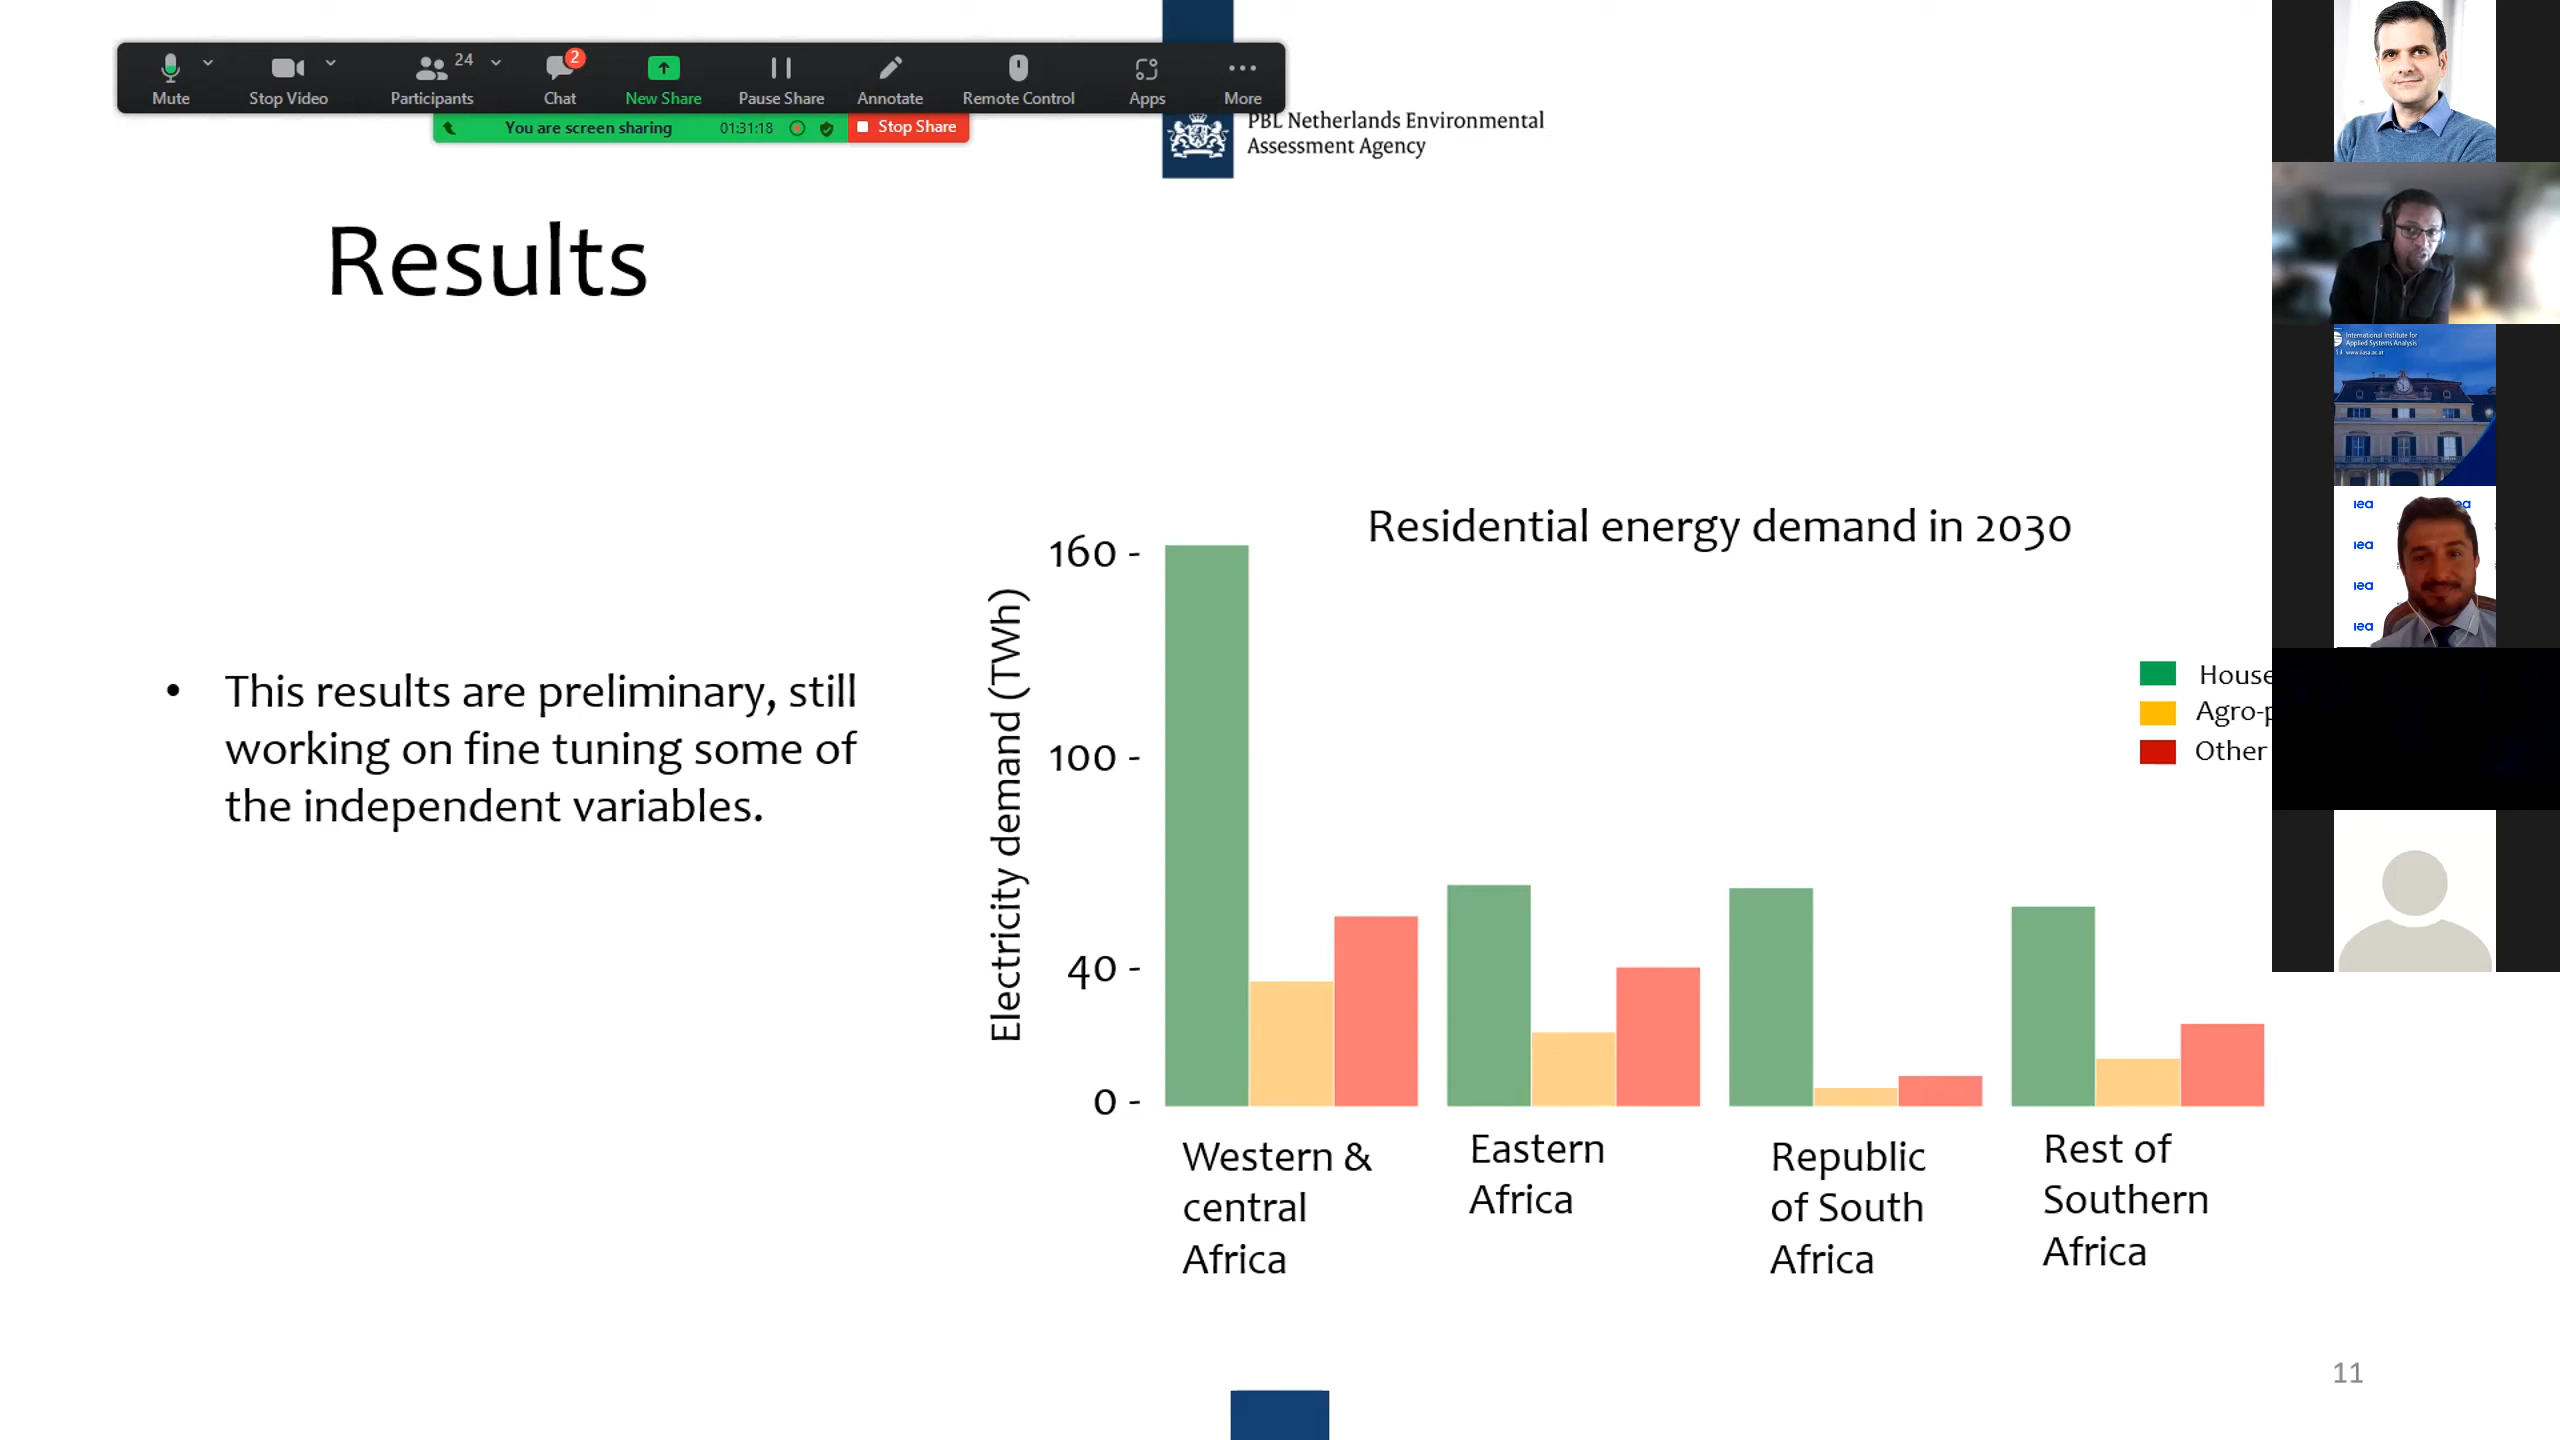 24
2
Mute
Stop Video
Participants
Chat
New Share
Pause Share
Annotate
Remote Control
Apps
More
You are screen sharing
01:31:18
Stop Share
PBL Netherlands Environmental
Assessment Agency
International Institute for
Applied Systems Analysis
www.iiasa.ac.at
Results
iea
iea
iea
iea
Residential energy demand in 2030
160 -
100 -
40 -
0 -
Electricity demand (TWh)
House
Agro-p
Other
• This results are preliminary, still
working on fine tuning some of
the independent variables.
Western &
central
Africa
Eastern
Africa
Republic
of South
Africa
Rest of
Southern
Africa
11